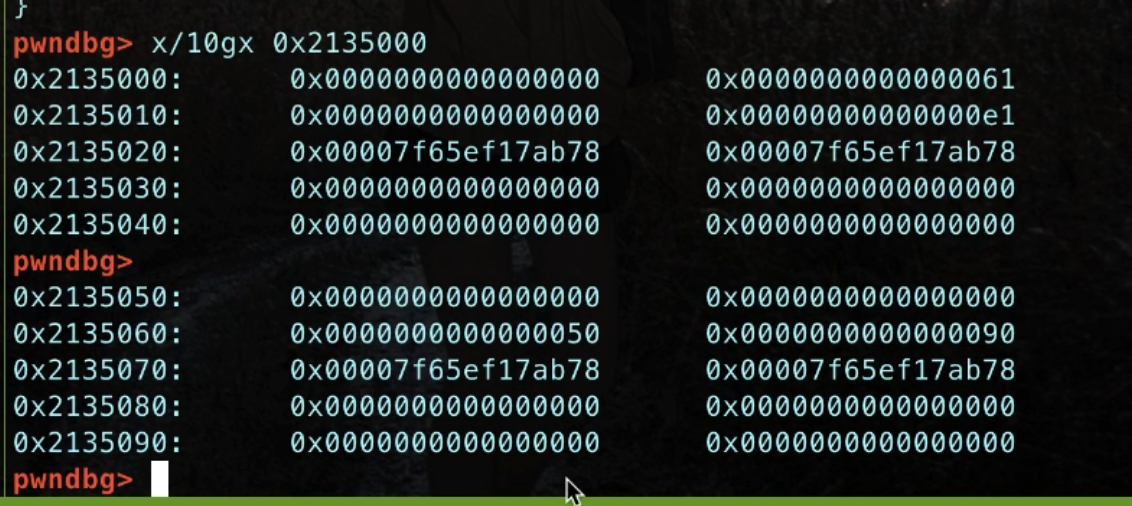 }
pwndbg> x/10gx 0x2135000
0x2135000: 0x0000000000000000 0x0000000000000061
0x2135010: 0x0000000000000000 0x00000000000000e1
0x2135020: 0x00007f65ef17ab78 0x00007f65ef17ab78
0x2135030: 0x0000000000000000 0x0000000000000000
0x2135040: 0x0000000000000000 0x0000000000000000
pwndbg>
0x2135050: 0x0000000000000000 0x0000000000000000
0x2135060: 0x0000000000000050 0x0000000000000090
0x2135070: 0x00007f65ef17ab78 0x00007f65ef17ab78
0x2135080: 0x0000000000000000 0x0000000000000000
0x2135090: 0x0000000000000000 0x0000000000000000
pwndbg>